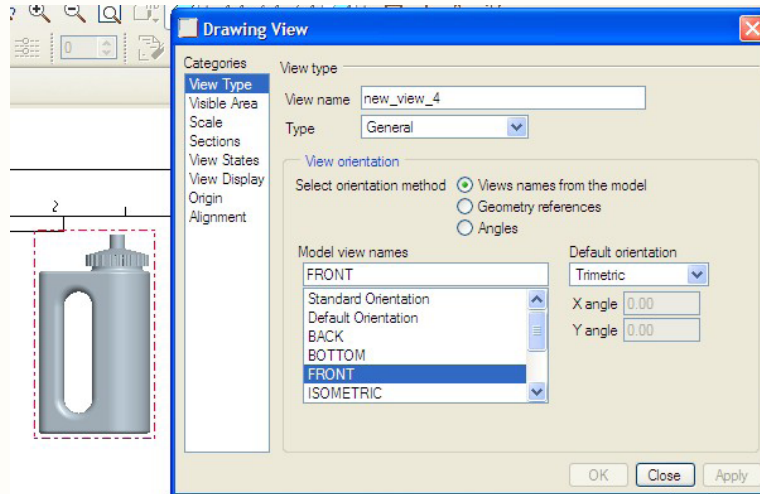 0
Drawing View
Categories
View Type
Visible Area
Scale
Sections
View States
View Display
Origin
Alignment
View type
View name new_view_4
Type General
View orientation
Select orientation method Views names from the model
Geometry references
Angles
Model view names
FRONT
Standard Orientation
Default Orientation
BACK
BOTTOM
FRONT
ISOMETRIC
Default orientation
Trimetric
X angle 0.00
Y angle 0.00
2
OK Close Apply